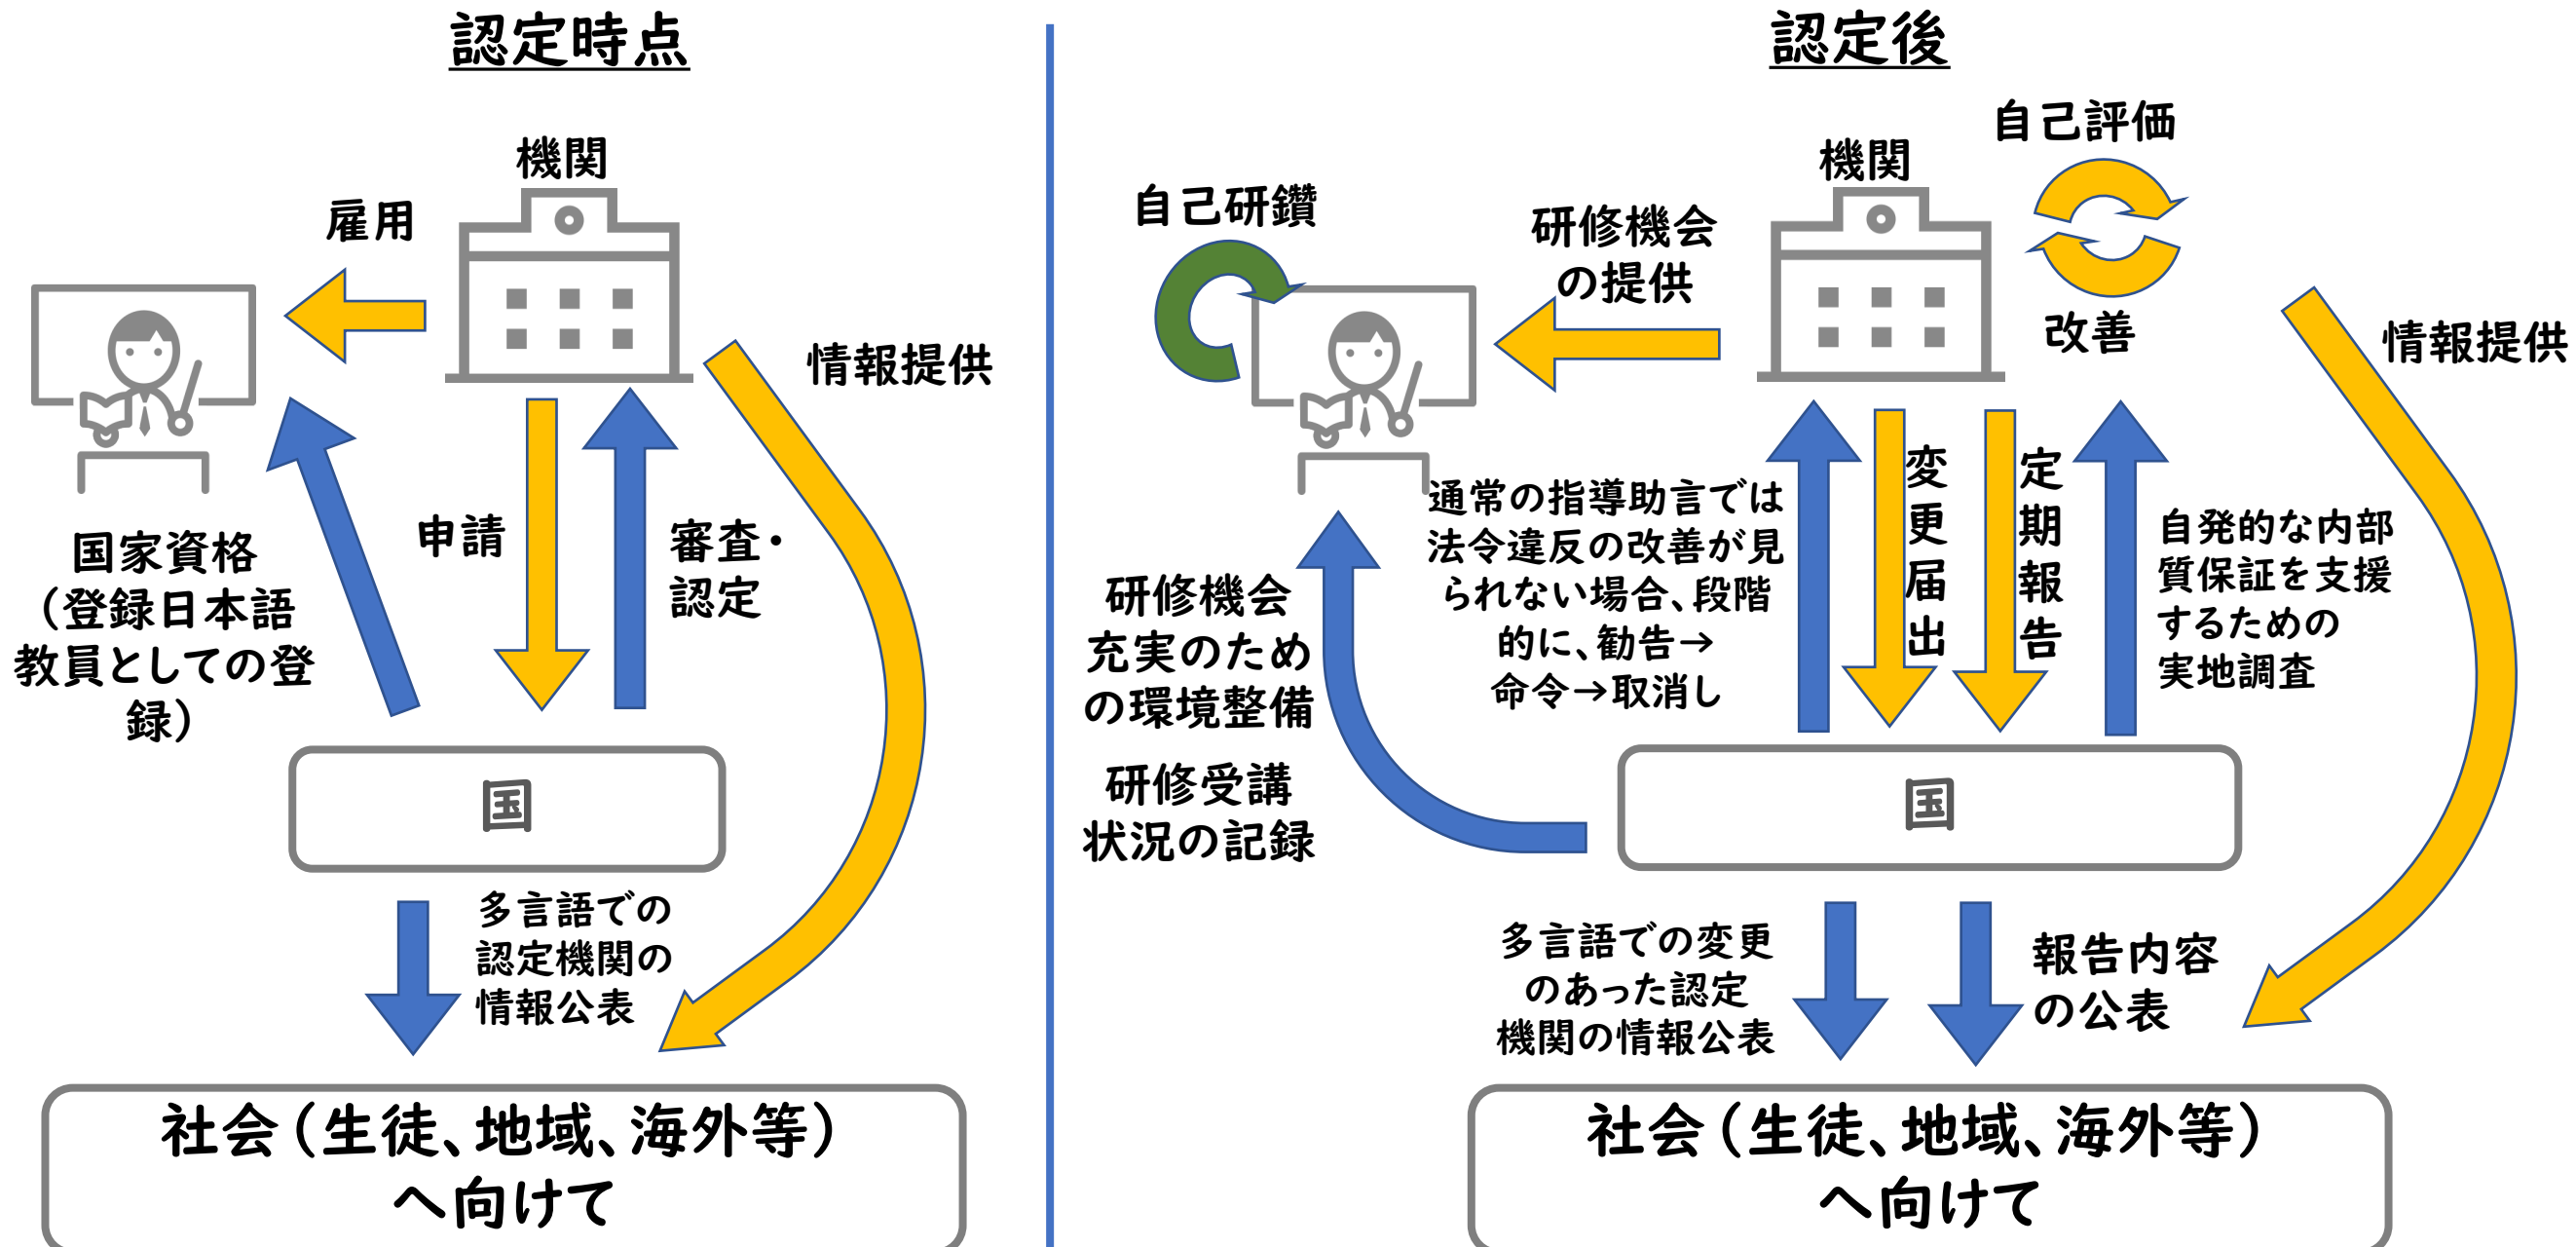 認定時点
機関
雇用
情報提供
申請
審査・
認定
国家資格
（登録日本語
教員としての登
録）
国
多言語での
認定機関の
情報公表
社会（生徒、地域、海外等）
へ向けて
認定後
機関
自己評価
改善
自己研鑽
研修機会
の提供
情報提供
通常の指導助言では
法令違反の改善が見
られない場合、段階
的に、勧告→
命令→取消し
変更届出
定期報告
自発的な内部
質保証を支援
するための
実地調査
研修機会
充実のため
の環境整備
研修受講
状況の記録
国
多言語での変更
のあった認定
機関の情報公表
報告内容
の公表
社会（生徒、地域、海外等）
へ向けて